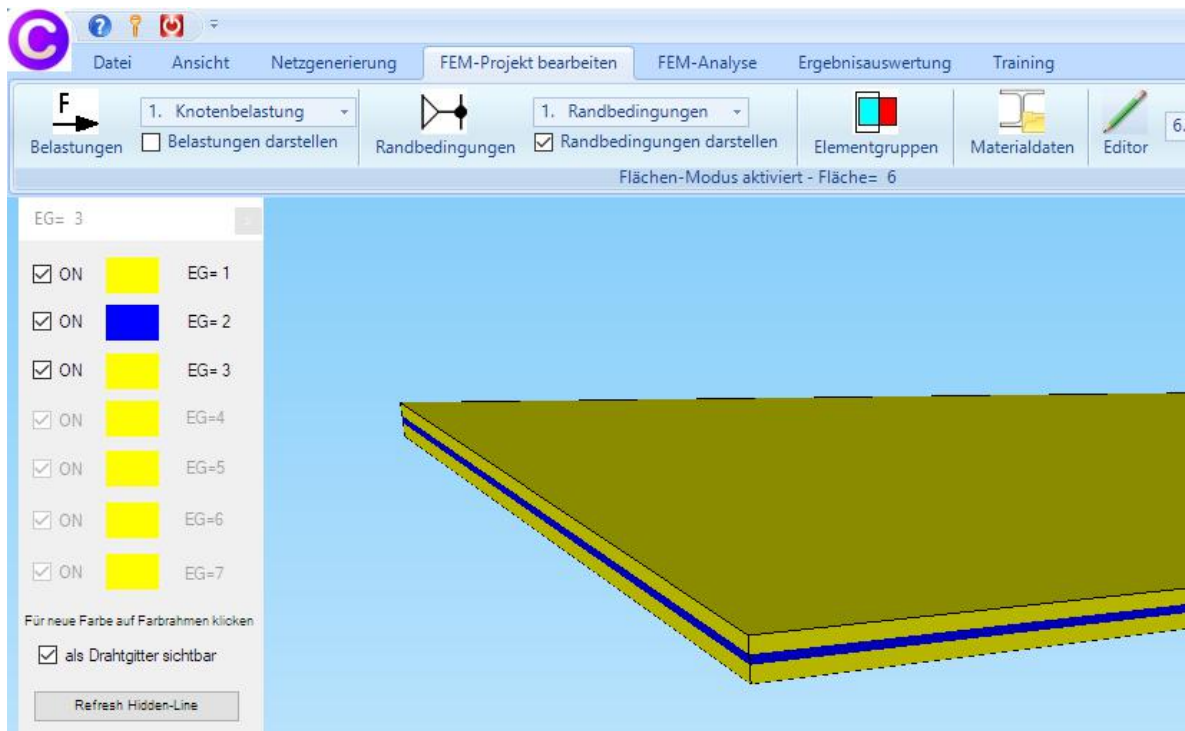 C
?
Datei Ansicht Netzgenerierung FEM-Projekt bearbeiten FEM-Analyse Ergebnisauswertung Training
F
1. Knotenbelastung
1. Randbedingungen
6.
Belastungen
Belastungen darstellen
Randbedingungen
Randbedingungen darstellen
Elementgruppen
Materialdaten
Editor
Flächen-Modus aktiviert - Fläche= 6
EG= 3
ON EG= 1
ON EG= 2
ON EG= 3
ON EG=4
ON EG=5
ON EG=6
ON EG=7
Für neue Farbe auf Farbrahmen klicken
als Drahtgitter sichtbar
Refresh Hidden-Line